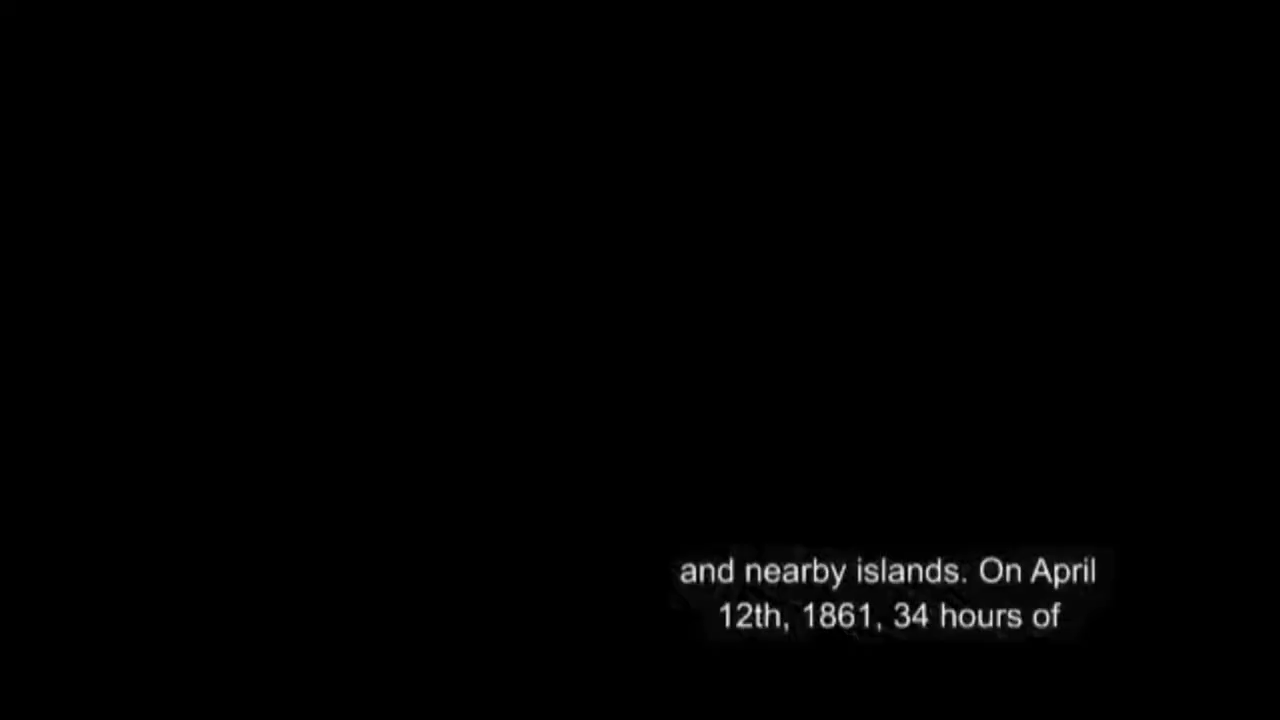 and nearby islands. On April
12th, 1861, 34 hours of